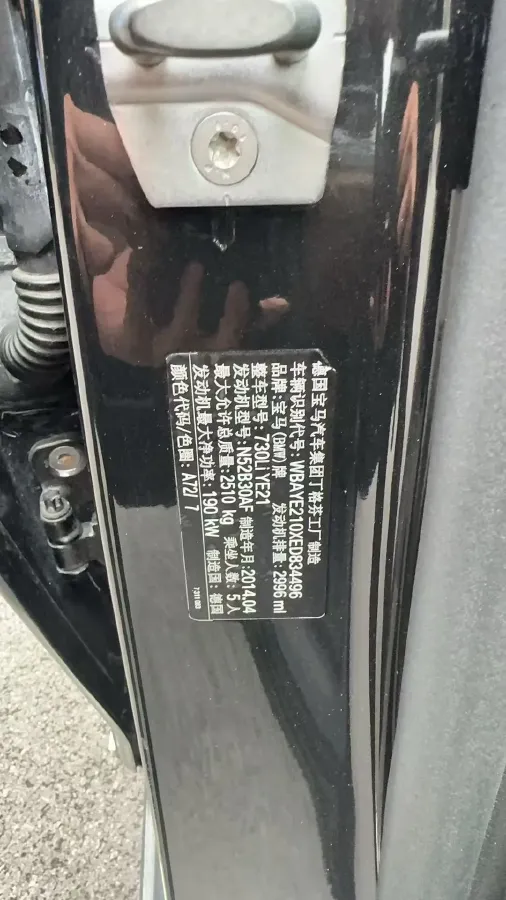 德国宝马汽车集团丁格芬工厂 制造
车辆识别代号: WBAYE210XED834496
品牌: 宝马(BMW)牌 发动机排量: 2996 ml
整车型号: 730Li YE21
发动机型号: N52B30AF 制造年月: 2014.04
最大允许总质量: 2510 kg 乘坐人数: 5 人
发动机最大净功率: 190 kW 制造国: 德国
颜色代码/色圈: A72/ 1